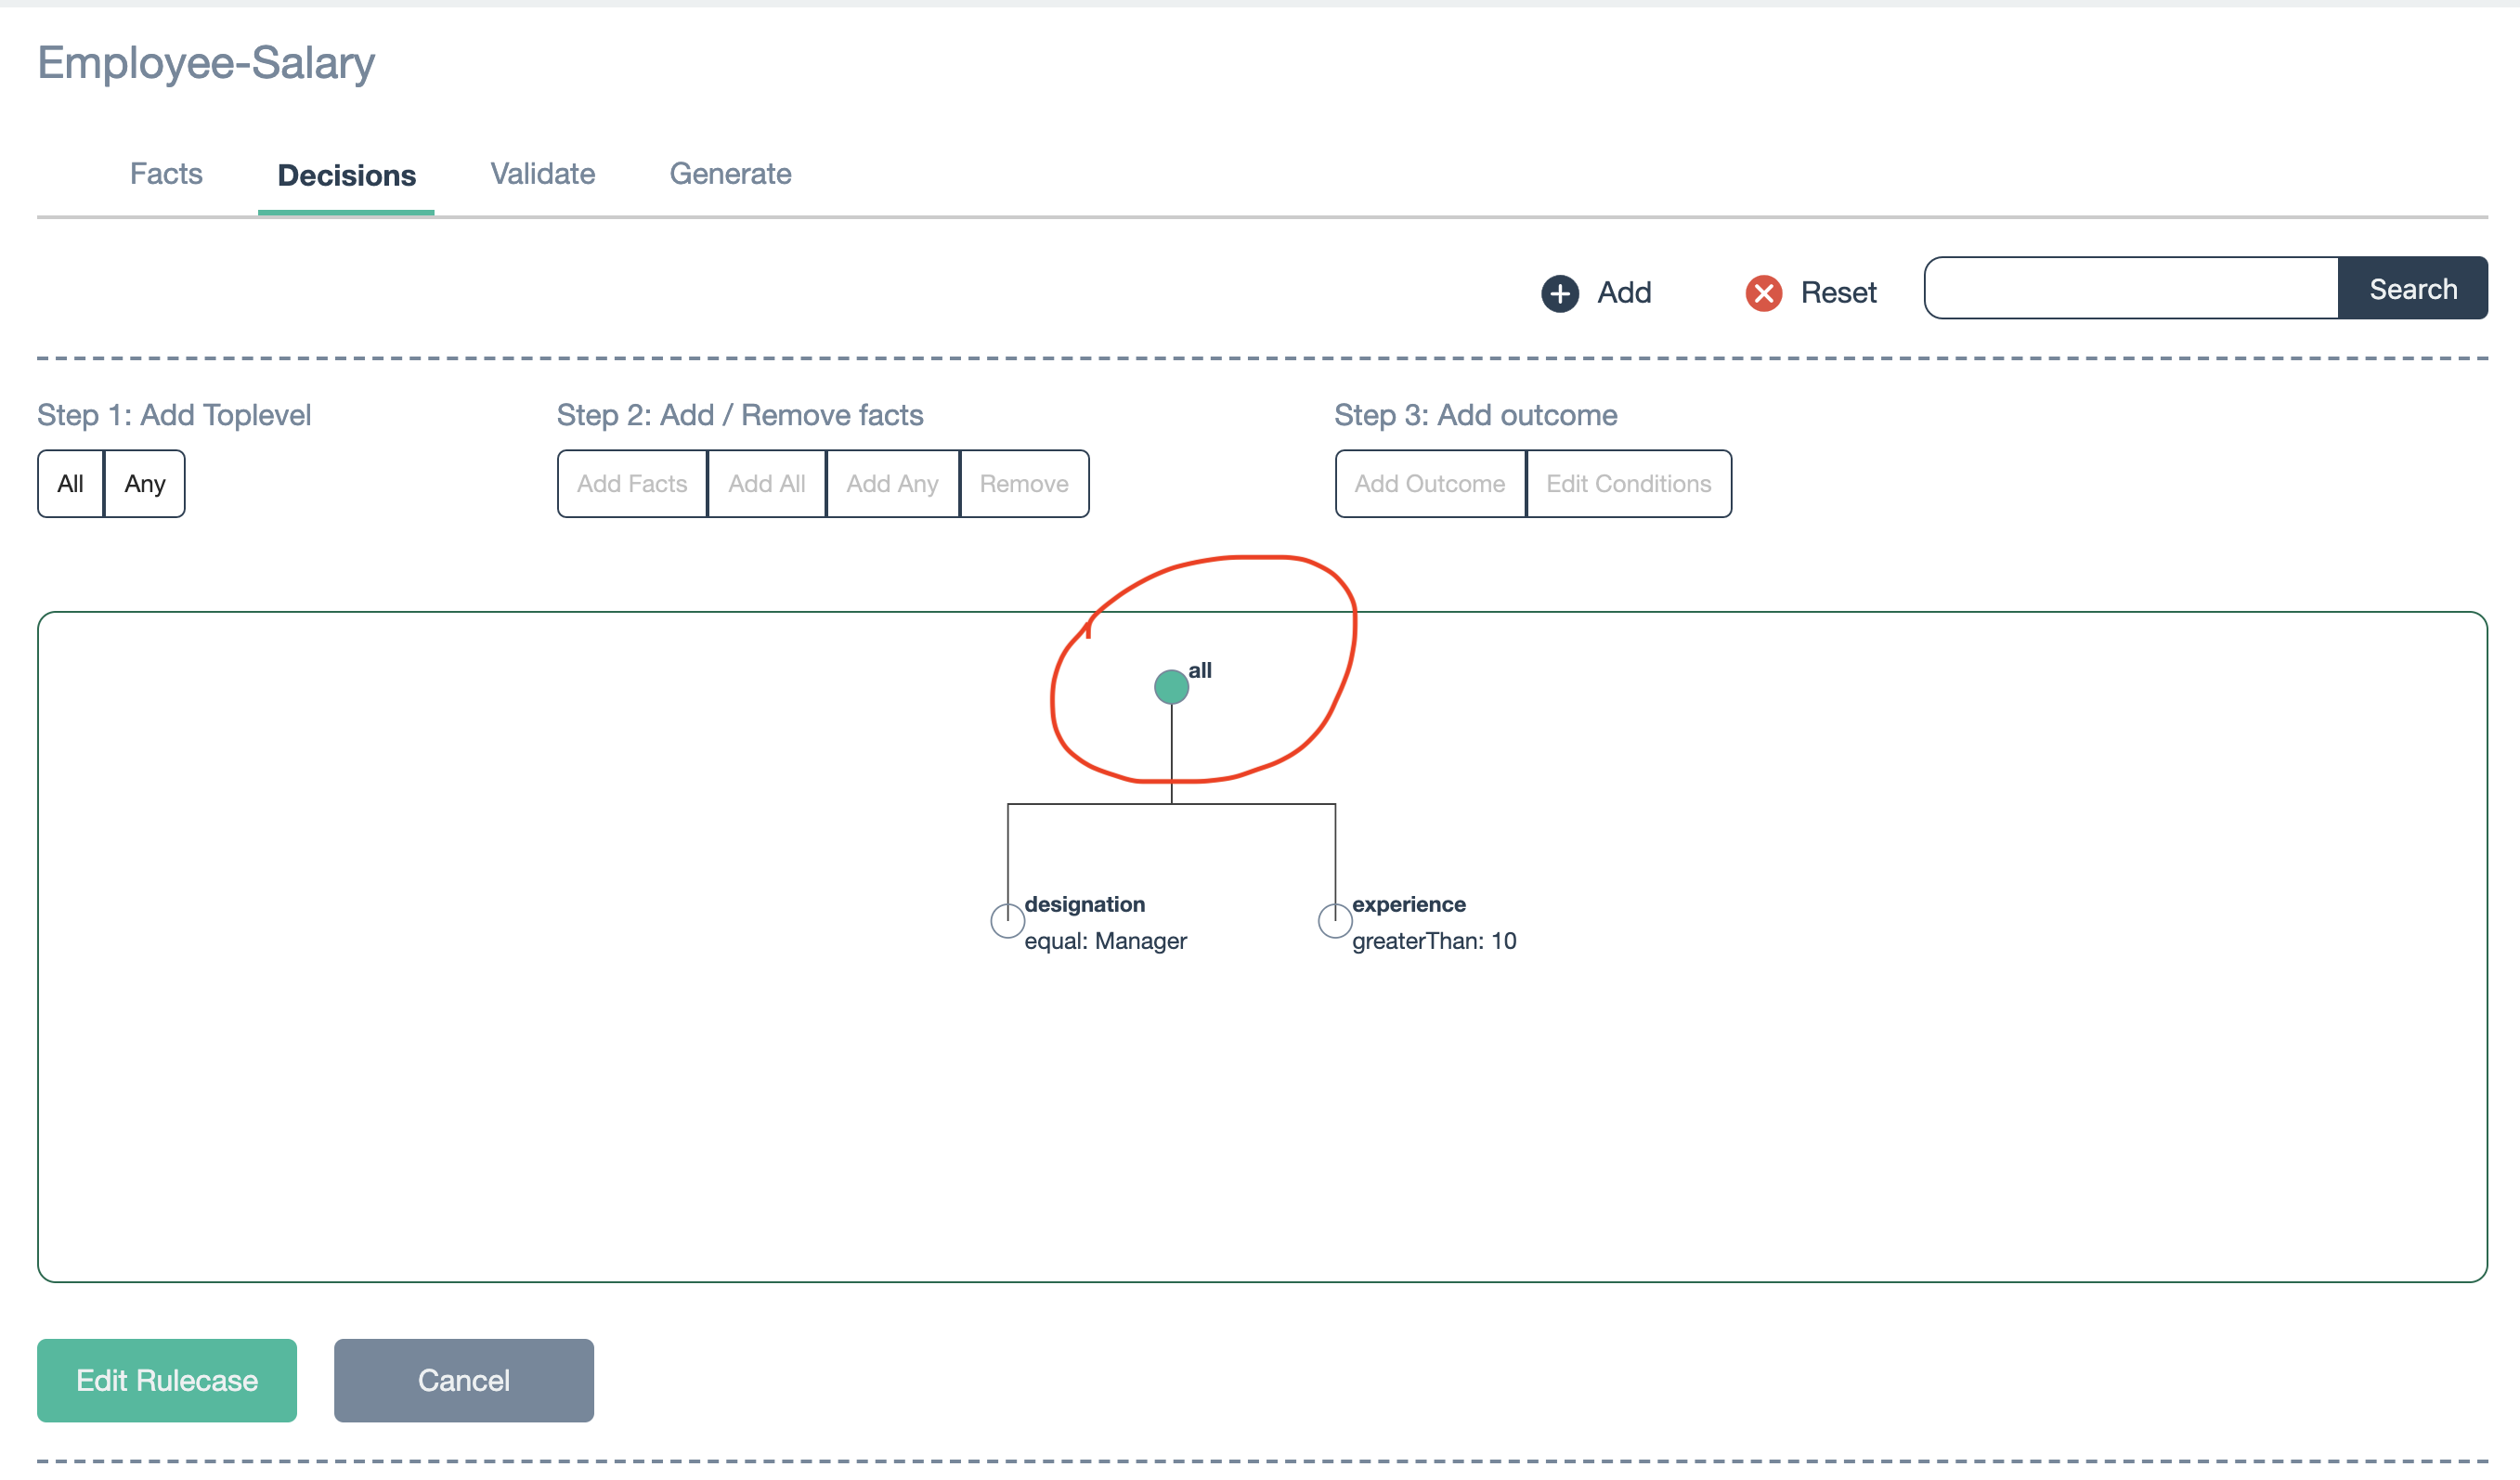 Employee-Salary
Facts Decisions Validate Generate
Add Reset Search
Step 1: Add Toplevel Step 2: Add / Remove facts Step 3: Add outcome
All Any Add Facts Add All Add Any Remove Add Outcome Edit Conditions
all
designation experience
equal: Manager greaterThan: 10
Edit Rulecase Cancel